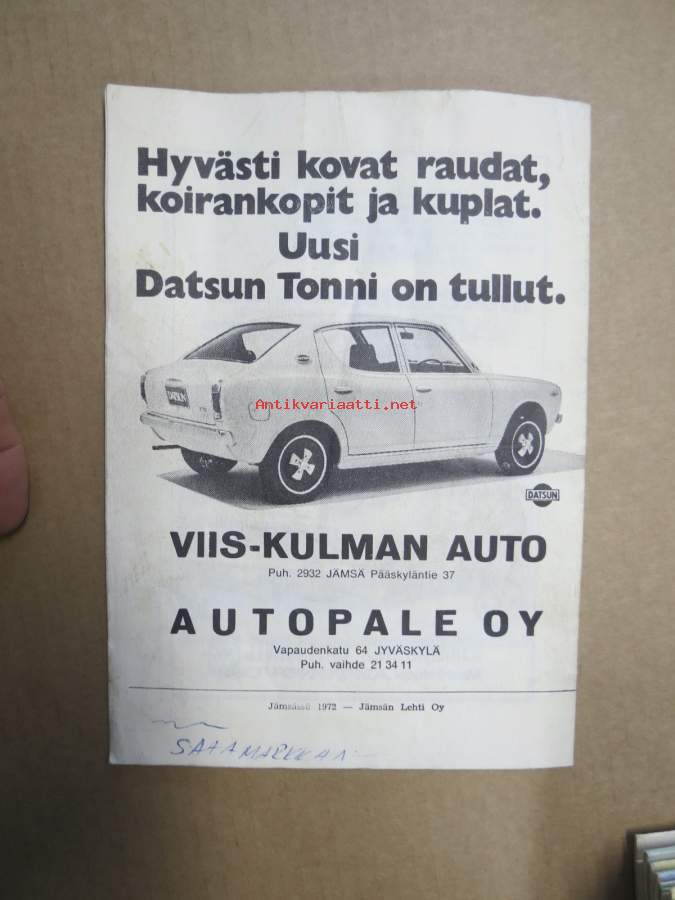 Hyvästi kovat raudat,
koirankopit ja kuplat.
Uusi
Datsun Tonni on tullut.
DATSUN
Antikvariaatti.net
DATSUN
VIIS-KULMAN AUTO
Puh. 2932 JÄMSÄ Pääskyläntie 37
AUTOPALE OY
Vapaudenkatu 64 JYVÄSKYLÄ
Puh. vaihde 21 34 11
Jämsässä 1972 — Jämsän Lehti Oy